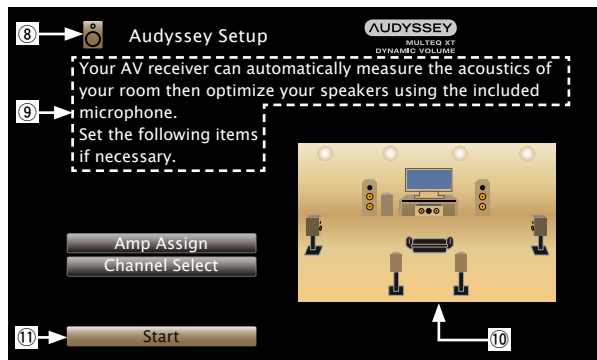 ⑧
Audyssey Setup
AUDYSSEY
MULTEQ XT
DYNAMIC VOLUME
Your AV receiver can automatically measure the acoustics of
your room then optimize your speakers using the included
⑨
microphone.
Set the following items
if necessary.
Amp Assign
Channel Select
⑪
Start
⑩